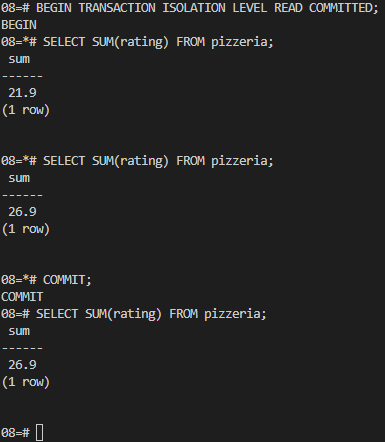 08=# BEGIN TRANSACTION ISOLATION LEVEL READ COMMITTED;
BEGIN
08=*# SELECT SUM(rating) FROM pizzeria;
 sum
------
 21.9
(1 row)

08=*# SELECT SUM(rating) FROM pizzeria;
 sum
------
 26.9
(1 row)

08=*# COMMIT;
COMMIT
08=# SELECT SUM(rating) FROM pizzeria;
 sum
------
 26.9
(1 row)

08=#